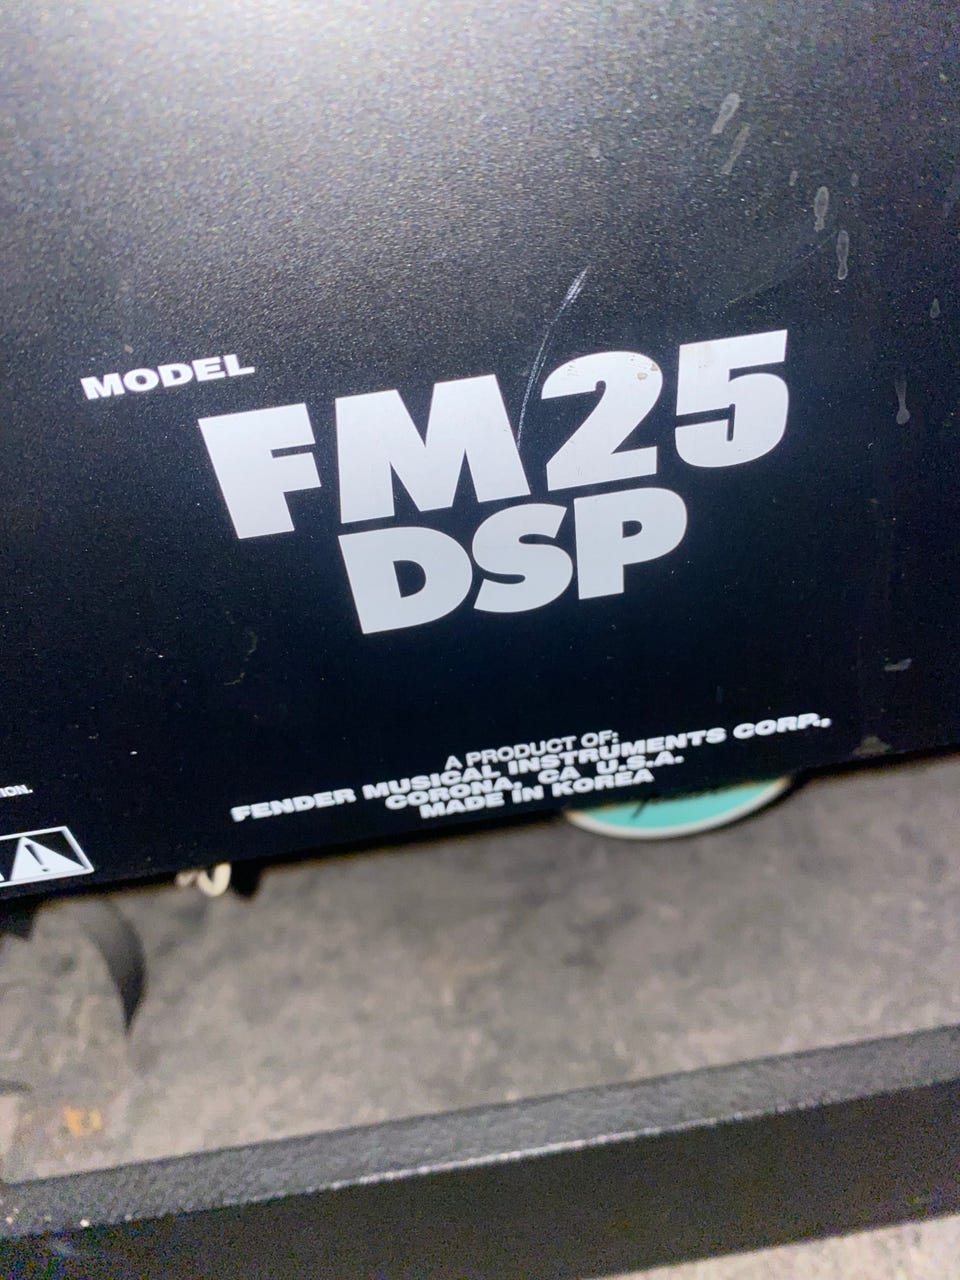 MODEL
FM25
DSP
A PRODUCT OF:
FENDER MUSICAL INSTRUMENTS CORP.,
CORONA, CA U.S.A.
MADE IN KOREA